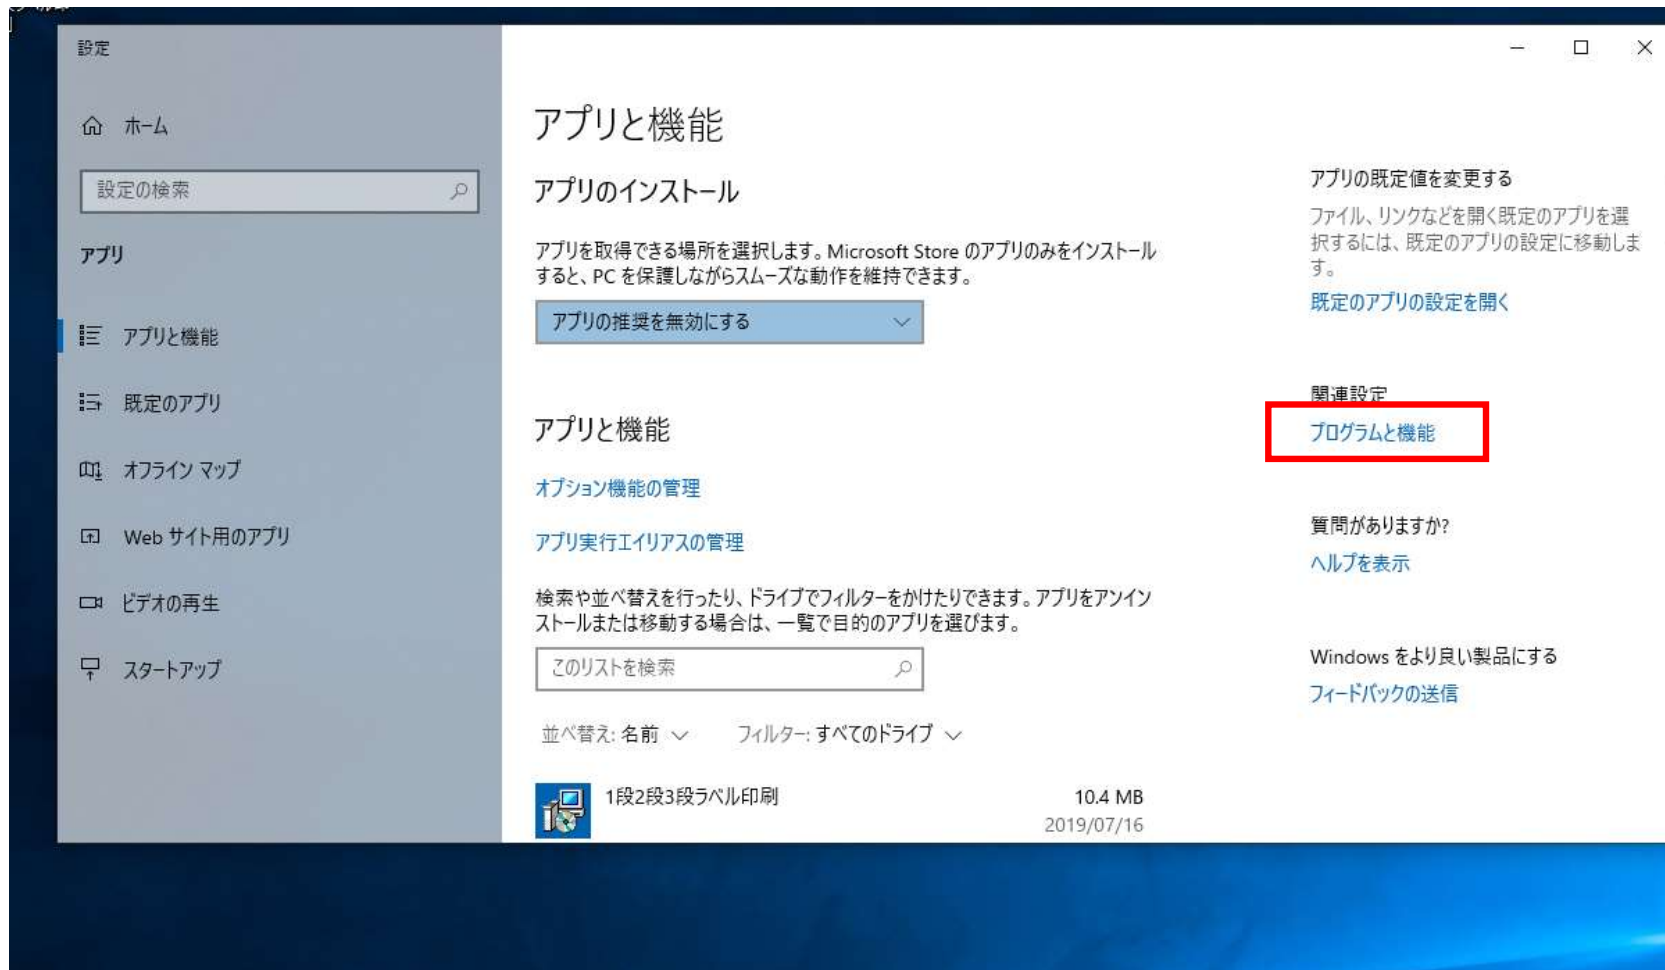 設定
ホーム
設定の検索
アプリ
アプリと機能
既定のアプリ
オフライン マップ
Web サイト用のアプリ
ビデオの再生
スタートアップ
アプリと機能
アプリのインストール
アプリを取得できる場所を選択します。Microsoft Store のアプリのみをインストール
すると、PC を保護しながらスムーズな動作を維持できます。
アプリの推奨を無効にする
アプリと機能
オプション機能の管理
アプリ実行エイリアスの管理
検索や並べ替えを行ったり、ドライブでフィルターをかけたりできます。アプリをアンイン
ストールまたは移動する場合は、一覧で目的のアプリを選びます。
このリストを検索
並べ替え: 名前 フィルター: すべてのドライブ
1段2段3段ラベル印刷 10.4 MB
2019/07/16
アプリの既定値を変更する
ファイル、リンクなどを開く既定のアプリを選
択するには、既定のアプリの設定に移動しま
す。
既定のアプリの設定を開く
関連設定
プログラムと機能
質問がありますか?
ヘルプを表示
Windows をより良い製品にする
フィードバックの送信